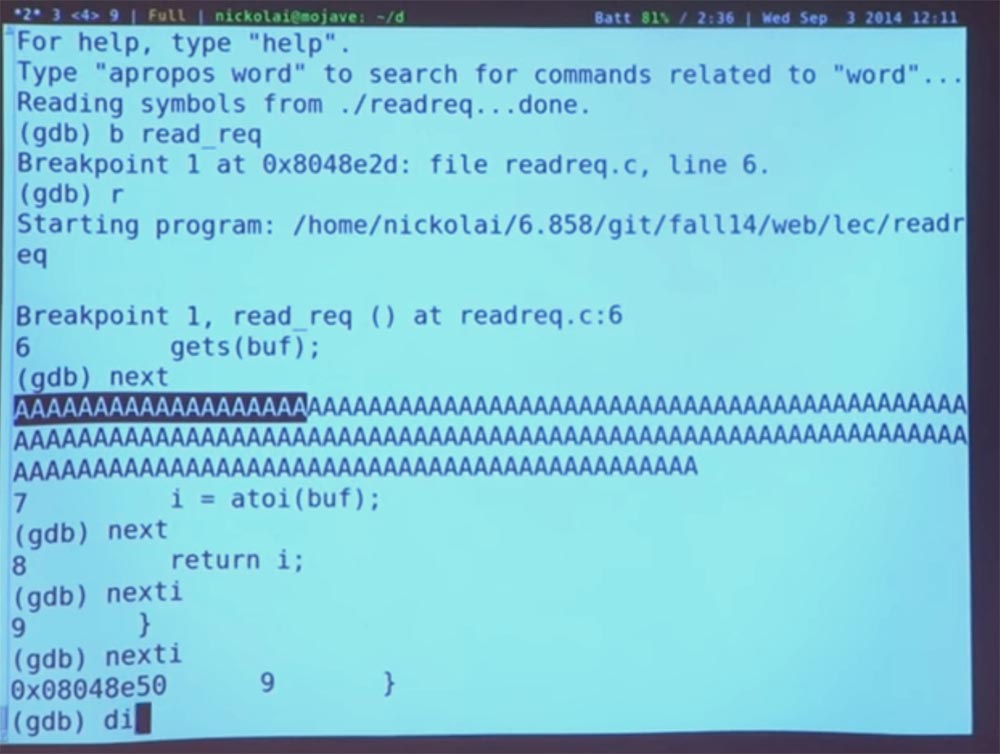 *2* 3 <4> 9 | Full | nickolai@mojave: ~/d Batt 81% / 2:36 | Wed Sep 3 2014 12:11
For help, type "help".
Type "apropos word" to search for commands related to "word"...
Reading symbols from ./readreq...done.
(gdb) b read_req
Breakpoint 1 at 0x8048e2d: file readreq.c, line 6.
(gdb) r
Starting program: /home/nickolai/6.858/git/fall14/web/lec/readr
eq
Breakpoint 1, read_req () at readreq.c:6
6 gets(buf);
(gdb) next
AAAAAAAAAAAAAAAAAAAAAAAAAAAAAAAAAAAAAAAAAAAAAAAAAAAAAAAAAAAAAAA
AAAAAAAAAAAAAAAAAAAAAAAAAAAAAAAAAAAAAAAAAAAAAAAAAAAAAAAAAAAAAAA
AAAAAAAAAAAAAAAAAAAAAAAAAAAAAAAAAAAAAAAAAAAAA
7 i = atoi(buf);
(gdb) next
8 return i;
(gdb) nexti
9 }
(gdb) nexti
0x08048e50 9 }
(gdb) di